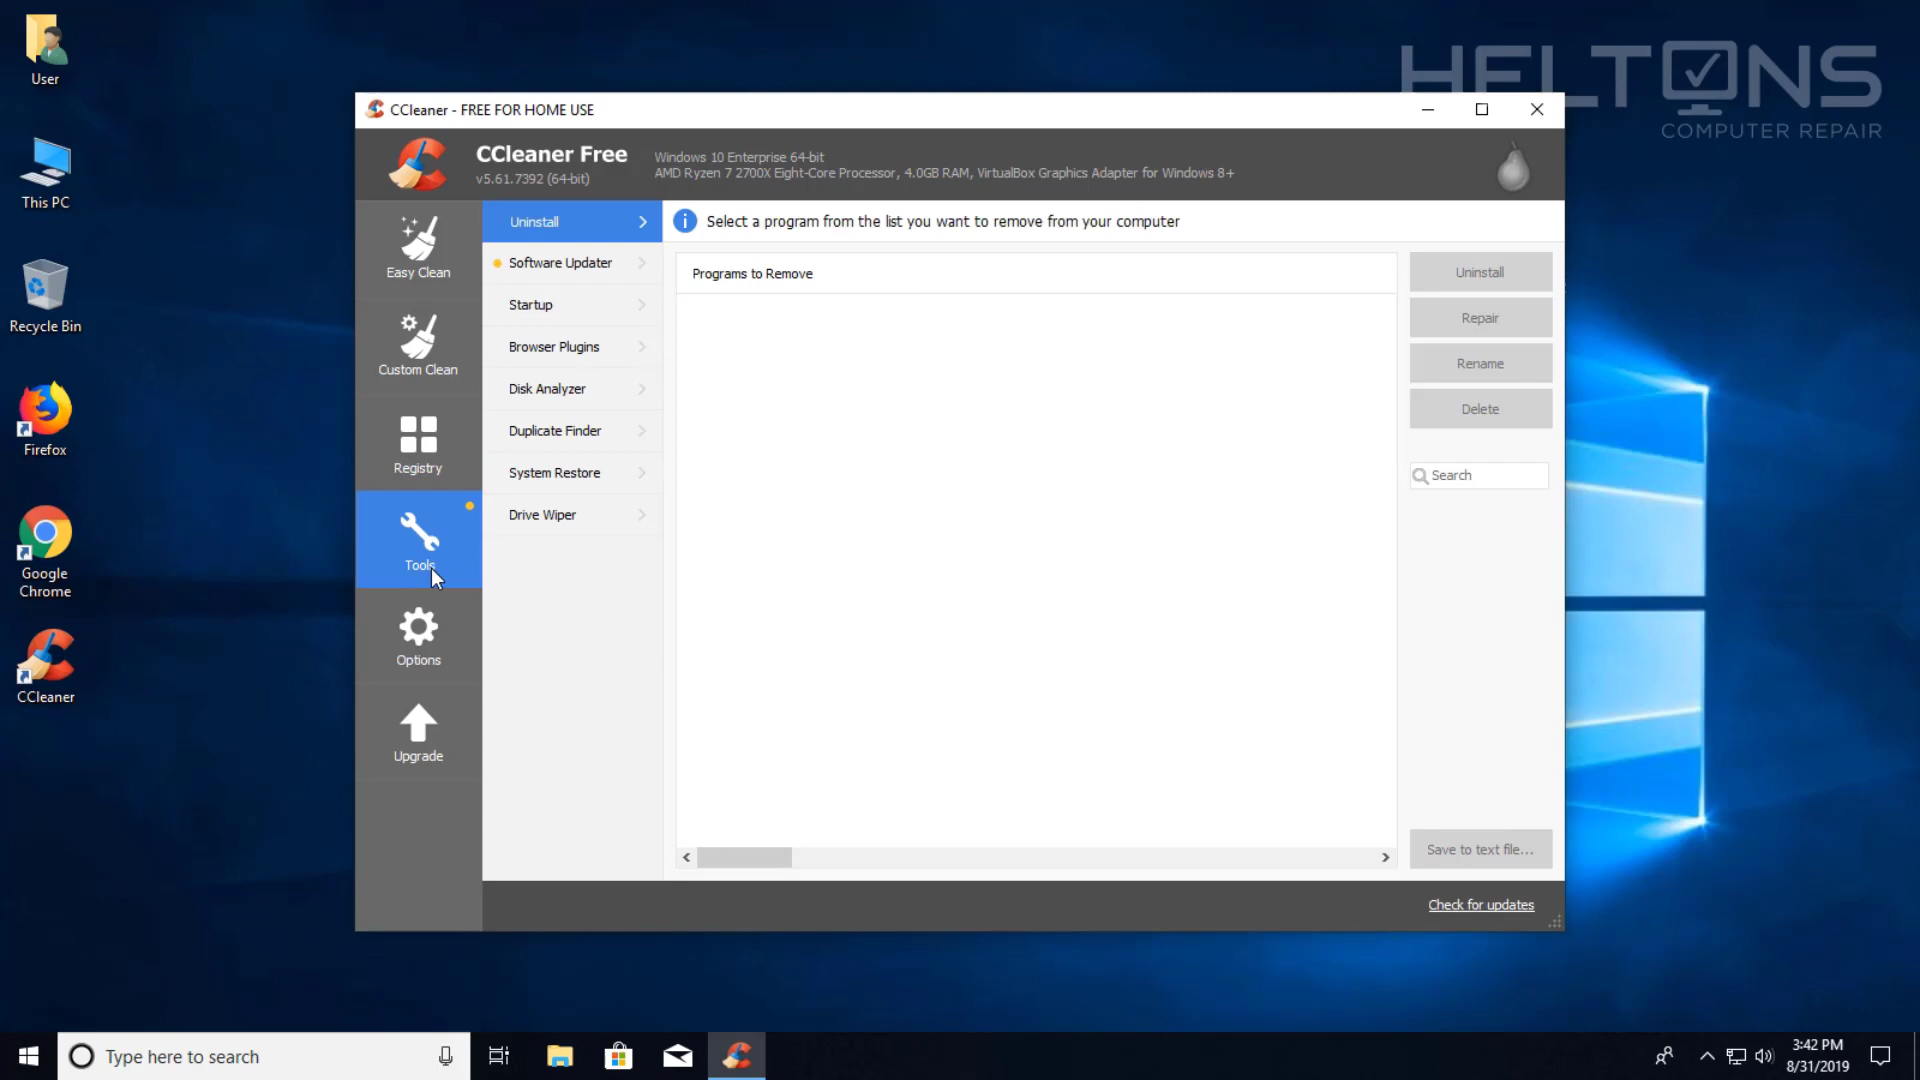 User
This PC
Recycle Bin
Firefox
Google
Chrome
CCleaner
HELTONS
COMPUTER REPAIR
CCleaner - FREE FOR HOME USE
CCleaner Free
v5.61.7392 (64-bit)
Windows 10 Enterprise 64-bit
AMD Ryzen 7 2700X Eight-Core Processor, 4.0GB RAM, VirtualBox Graphics Adapter for Windows 8+
Easy Clean
Custom Clean
Registry
Tools
Options
Upgrade
Uninstall
Software Updater
Startup
Browser Plugins
Disk Analyzer
Duplicate Finder
System Restore
Drive Wiper
Select a program from the list you want to remove from your computer
Programs to Remove
Uninstall
Repair
Rename
Delete
Search
Save to text file...
Check for updates
Type here to search
3:42 PM
8/31/2019